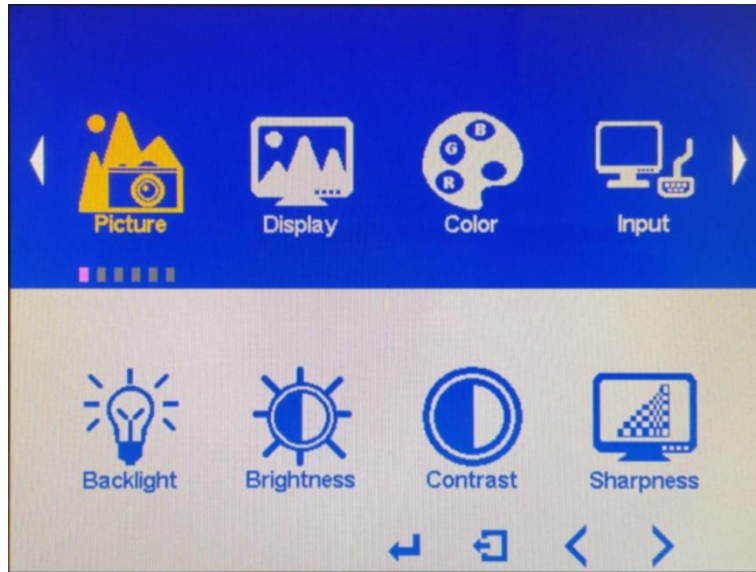 Picture
Display
Color
B
G
R
Input
Backlight
Brightness
Contrast
Sharpness